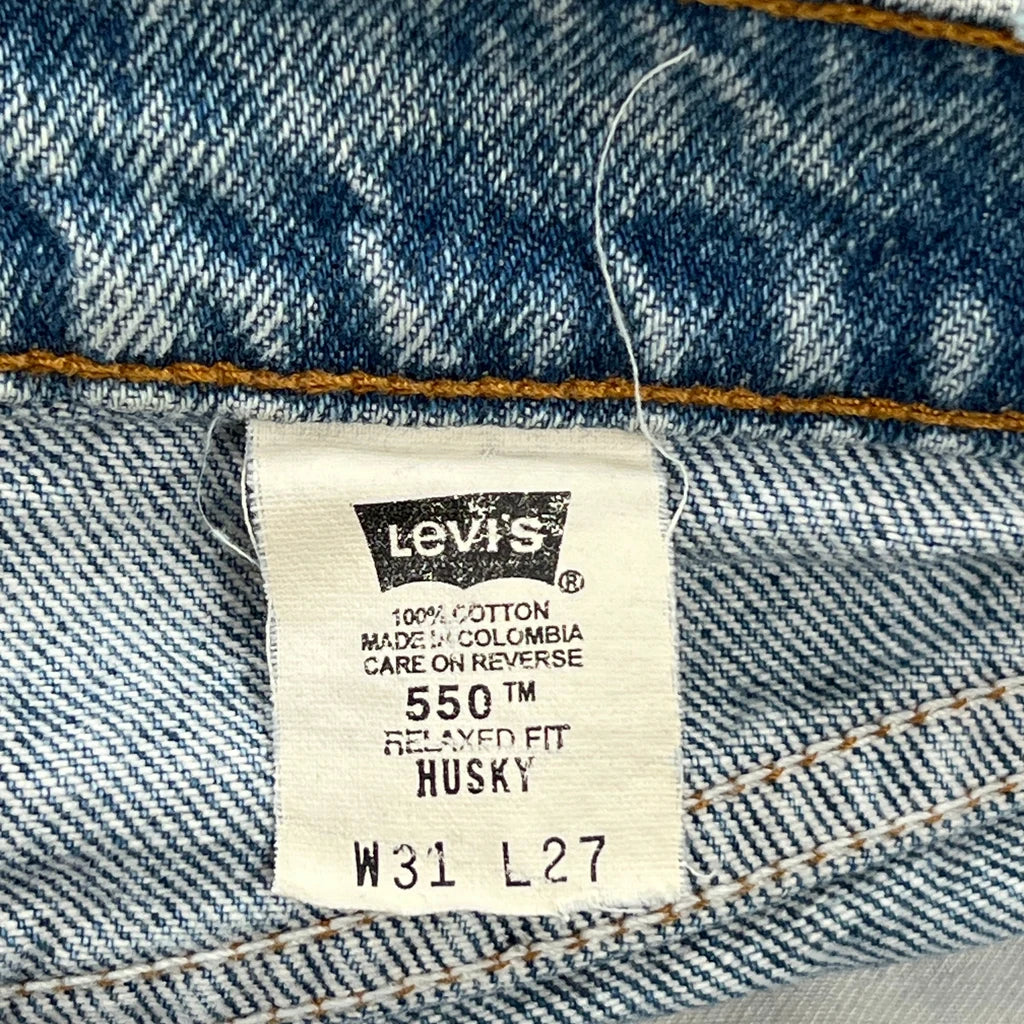 Levi's ®
100% COTTON
MADE IN COLOMBIA
CARE ON REVERSE
550™
RELAXED FIT
HUSKY
W31 L27